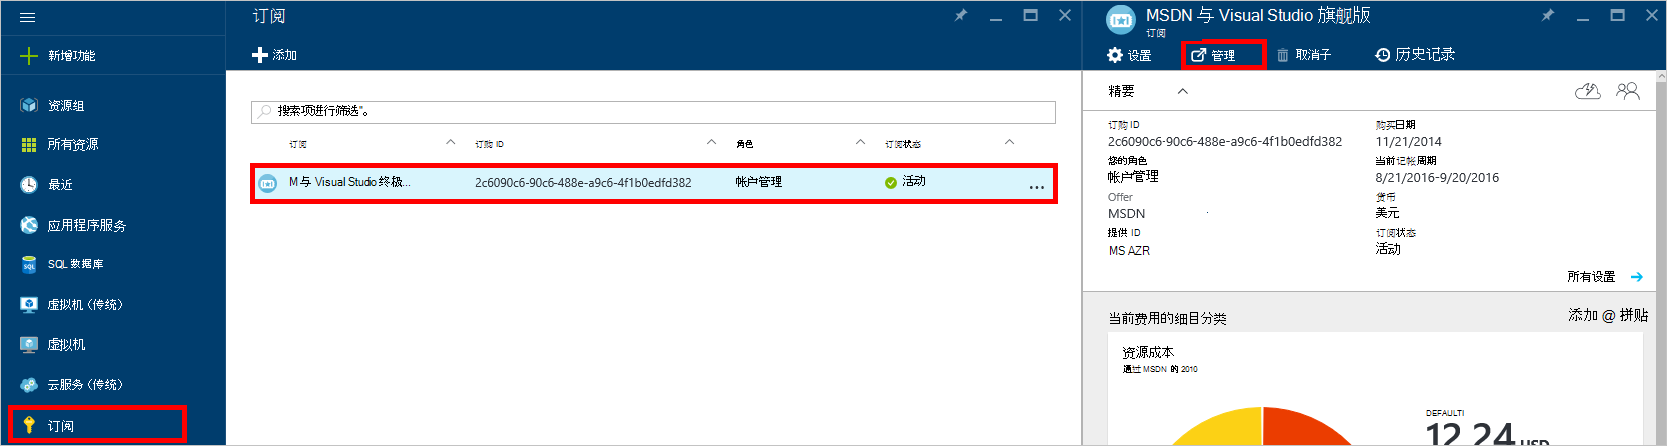 新增功能
资源组
所有资源
最近
应用程序服务
SQL 数据库
虚拟机 (传统)
虚拟机
云服务 (传统)
订阅
订阅
添加
搜索项进行筛选"。
订阅 订购 ID 角色 订阅状态
M与 Visual Studio 终极... 2c6090c6-90c6-488e-a9c6-4f1b0edfd382 帐户管理 活动 ...
MSDN 与 Visual Studio 旗舰版
订阅
设置 管理 取消子 历史记录
精要
订购 ID 购买日期
2c6090c6-90c6-488e-a9c6-4f1b0edfd382 11/21/2014
您的角色 当前记帐周期
帐户管理 8/21/2016-9/20/2016
Offer 货币
MSDN 美元
提供 ID 订阅状态
MS AZR 活动
所有设置
当前费用的细目分类 添加 @ 拼贴
资源成本
通过 MSDN 的 2010
DEFAULTI
12.24 USD